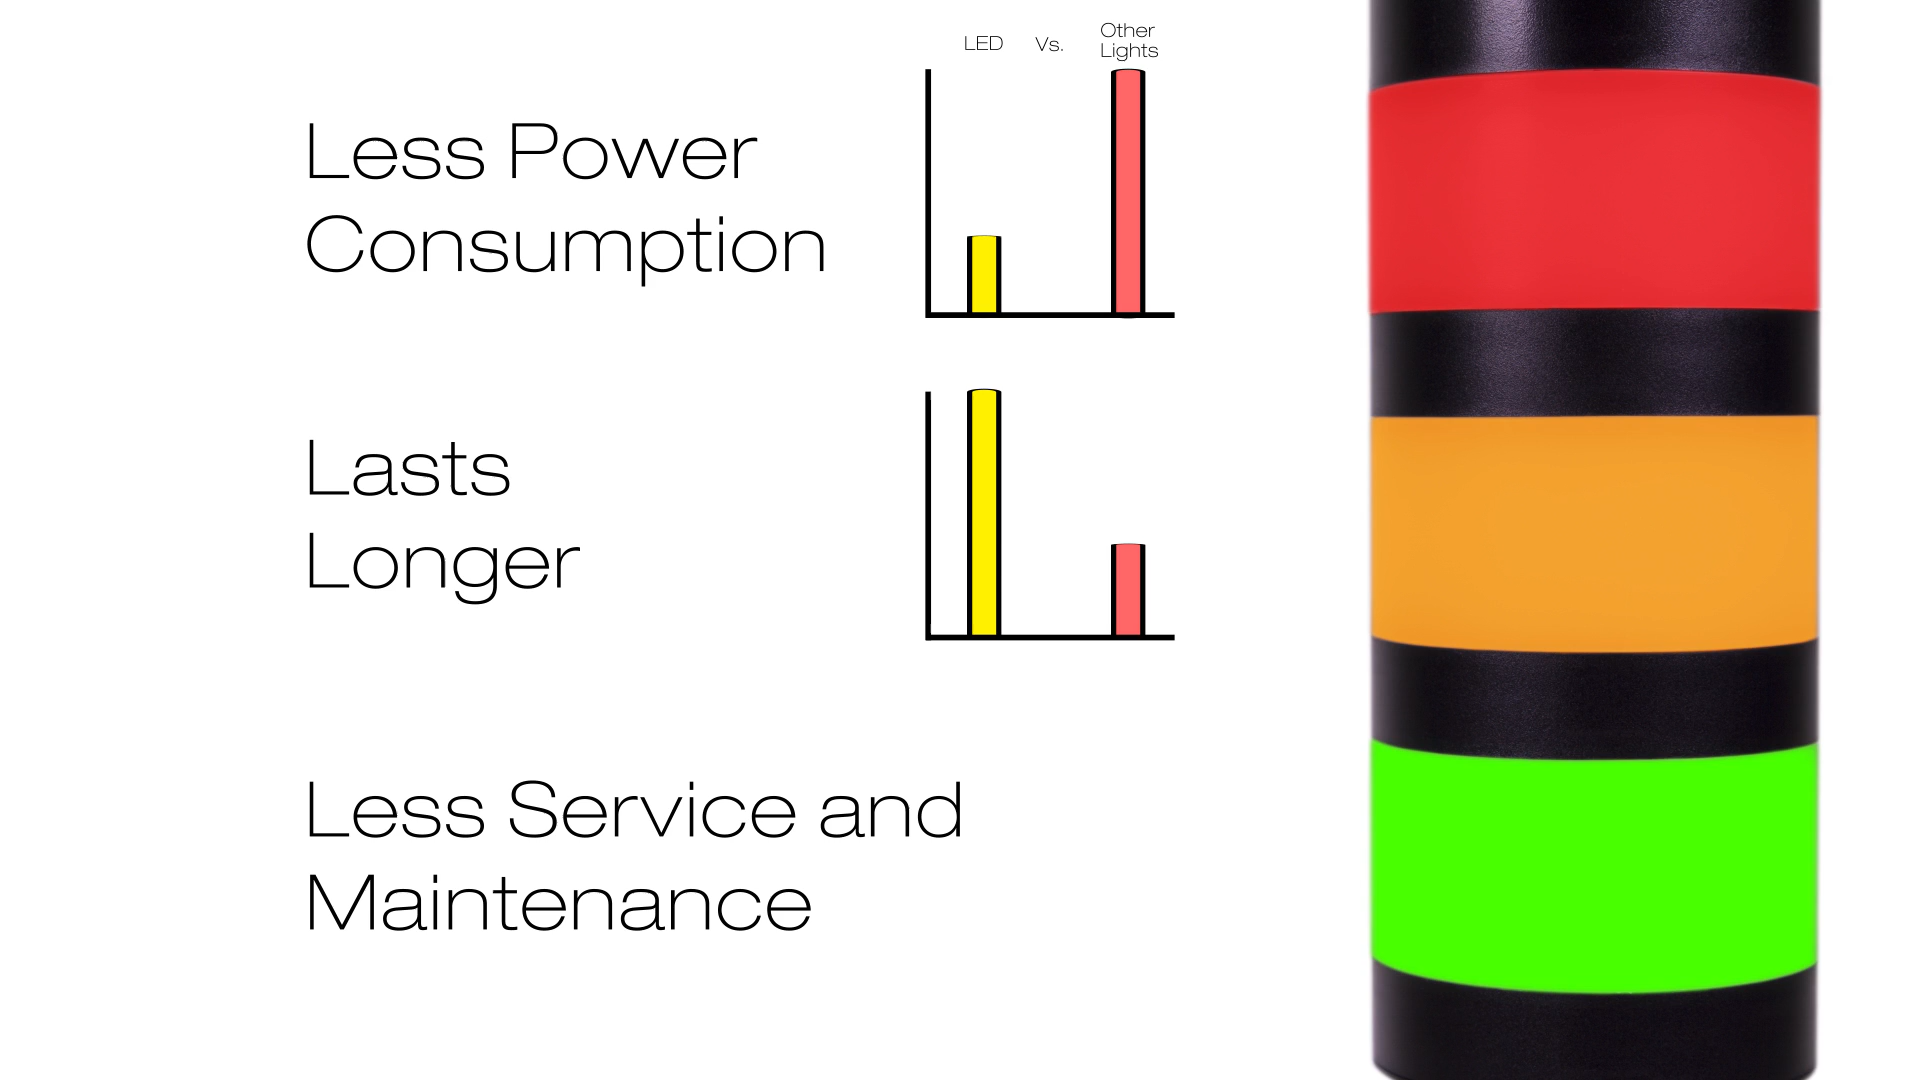 LED Vs. Other
Lights
Less Power
Consumption
Lasts
Longer
Less Service and
Maintenance